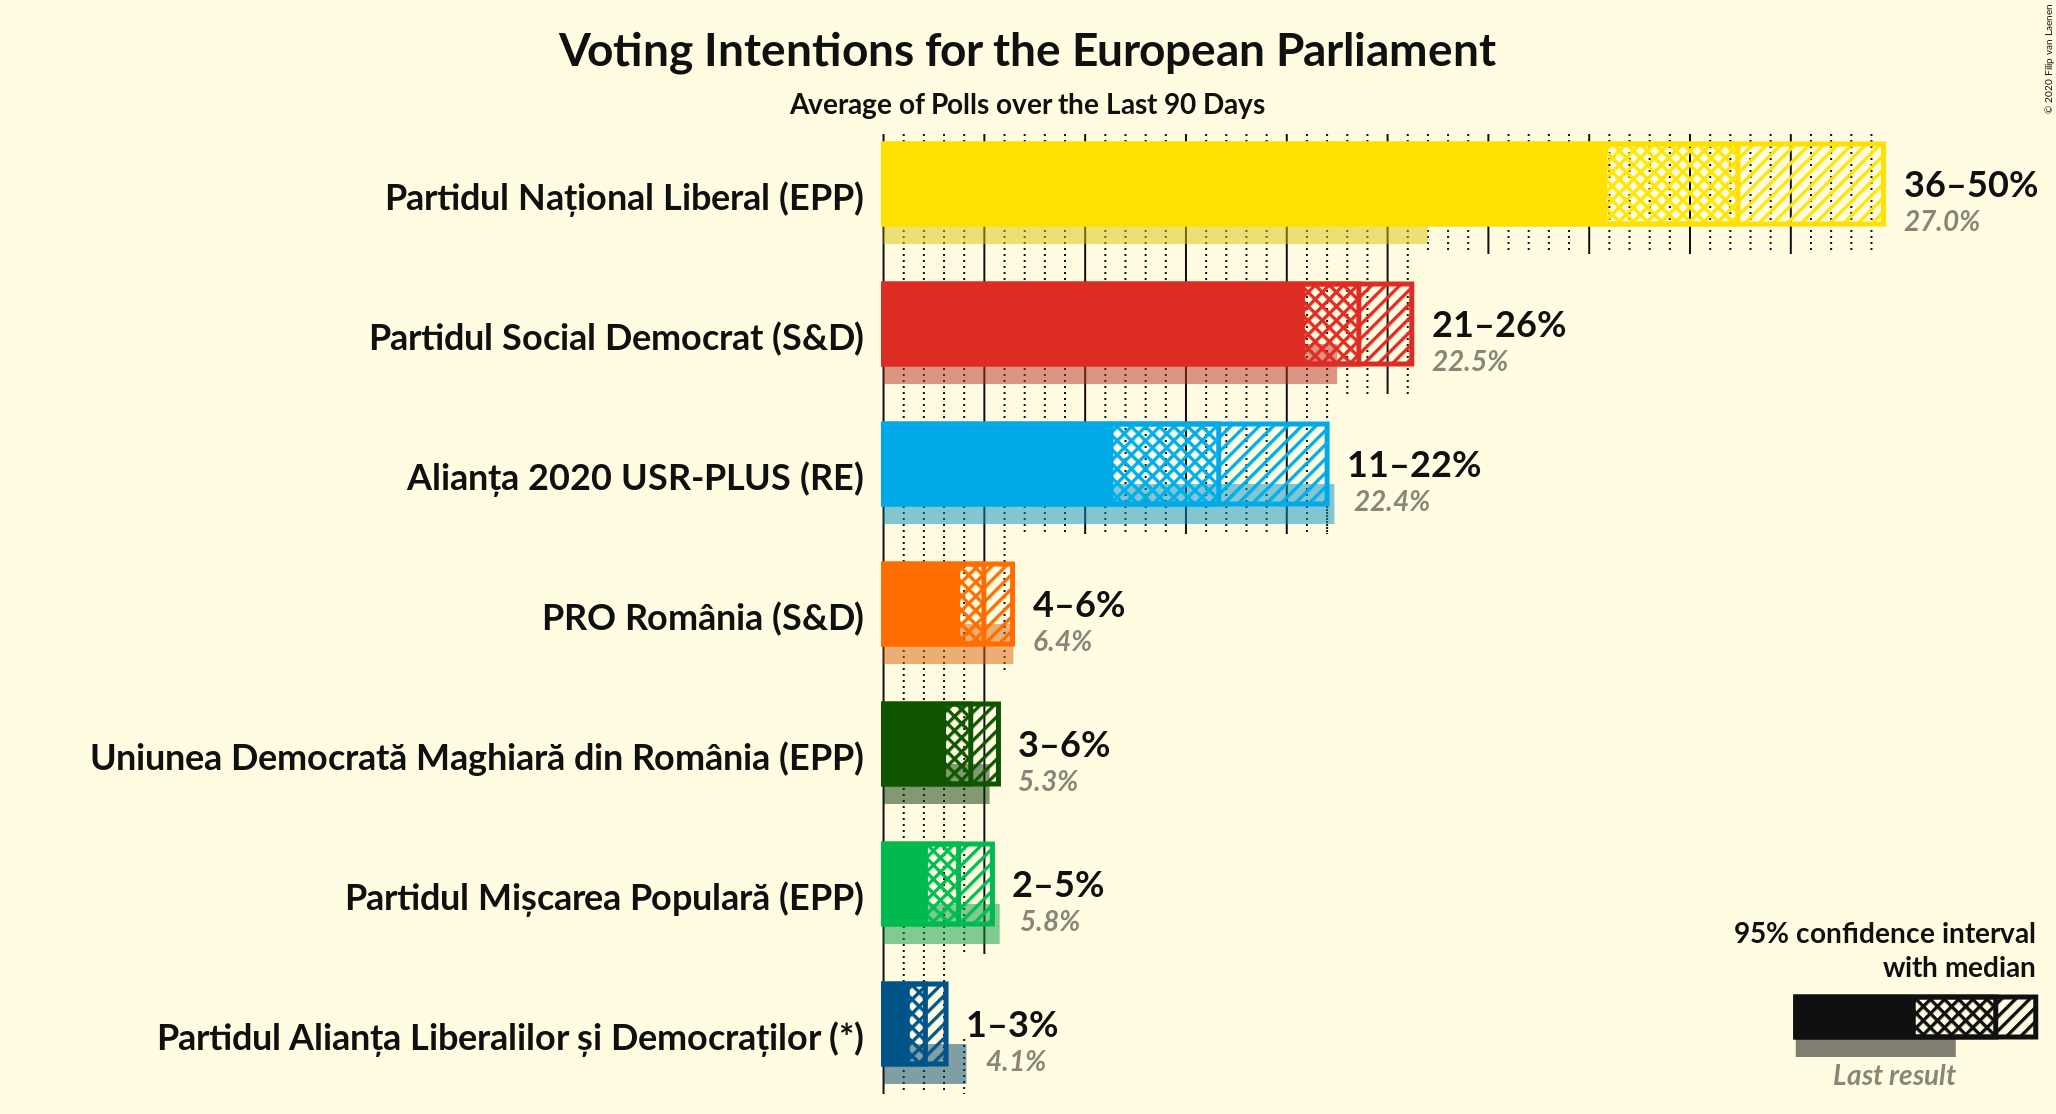 Voting Intentions for the European Parliament
Average of Polls over the Last 90 Days
© 2020 Filip van Laenen
Partidul Național Liberal (EPP)
36–50%
27.0%
Partidul Social Democrat (S&D)
21–26%
22.5%
Alianța 2020 USR-PLUS (RE)
11–22%
22.4%
PRO România (S&D)
4–6%
6.4%
Uniunea Democrată Maghiară din România (EPP)
3–6%
5.3%
Partidul Mișcarea Populară (EPP)
2–5%
5.8%
Partidul Alianța Liberalilor și Democraților (*)
1–3%
4.1%
95% confidence interval
with median
Last result